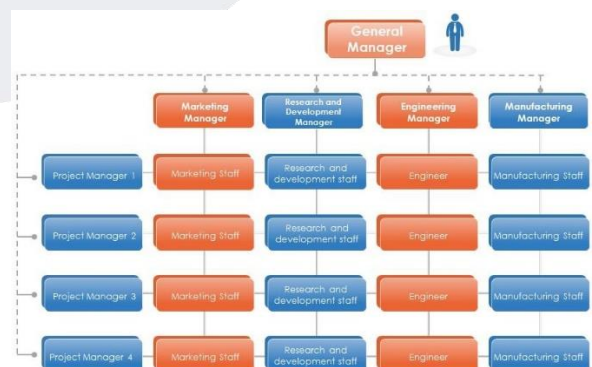 General
Manager
Marketing
Manager
Research and
Development
Manager
Engineering
Manager
Manufacturing
Manager
Project Manager 1
Marketing Staff
Research and
development staff
Engineer
Manufacturing Staff
Project Manager 2
Marketing Staff
Research and
development staff
Engineer
Manufacturing Staff
Project Manager 3
Marketing Staff
Research and
development staff
Engineer
Manufacturing Staff
Project Manager 4
Marketing Staff
Research and
development staff
Engineer
Manufacturing Staff